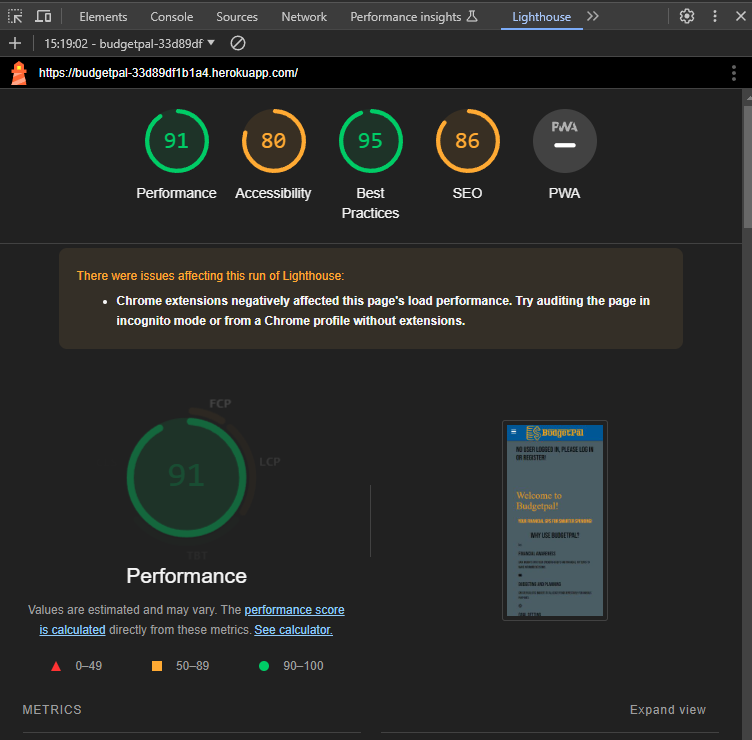 Elements Console Sources Network Performance insights Lighthouse
15:19:02 - budgetpal-33d89df
https://budgetpal-33d89df1b1a4.herokuapp.com/
91 80 95 86 PWA
Performance Accessibility Best Practices SEO PWA
There were issues affecting this run of Lighthouse:
• Chrome extensions negatively affected this page's load performance. Try auditing the page in
incognito mode or from a Chrome profile without extensions.
FCP
LCP
91
TBT
Performance
Values are estimated and may vary. The performance score
is calculated directly from these metrics. See calculator.
0–49 50–89 90–100
BudgetPal
NO USER LOGGED IN, PLEASE LOG IN
OR REGISTER!
Welcome to
Budgetpal!
YOUR FINANCIAL GPS FOR SMARTER SPENDING!
WHY USE BUDGETPAL?
FINANCIAL AWARENESS
BUDGETING AND PLANNING
GOAL SETTING
METRICS
Expand view